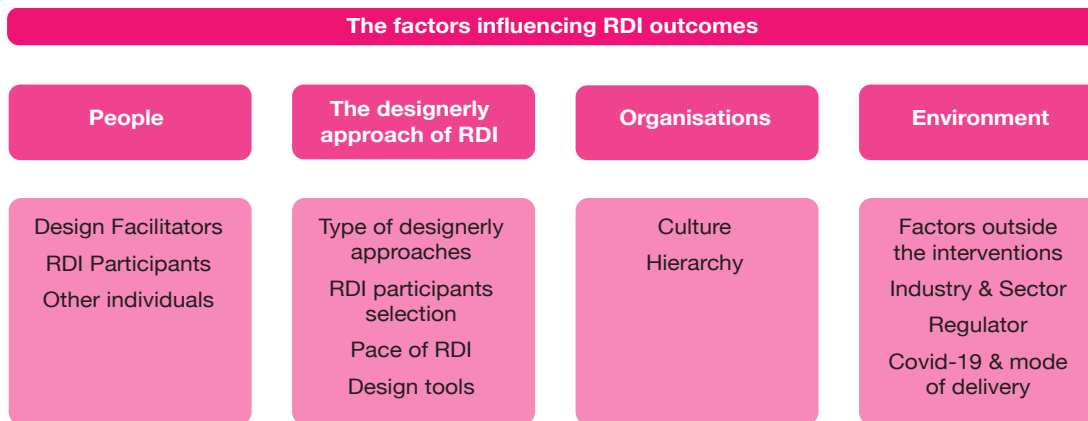 The factors influencing RDI outcomes
People
The designerly
approach of RDI
Organisations
Environment
Design Facilitators
RDI Participants
Other individuals
Type of designerly
approaches
RDI participants
selection
Pace of RDI
Design tools
Culture
Hierarchy
Factors outside
the interventions
Industry & Sector
Regulator
Covid-19 & mode
of delivery